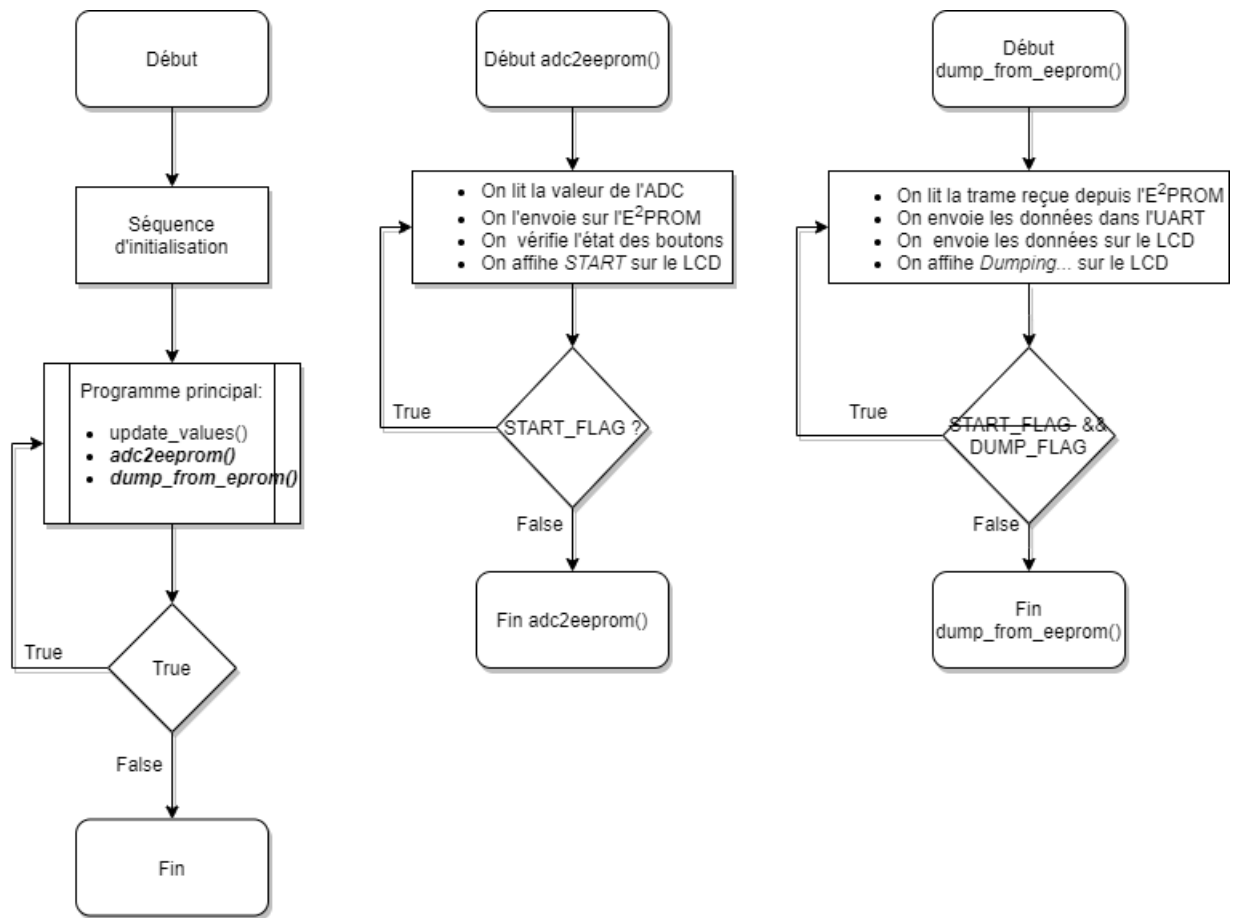 Début
Séquence
d'initialisation
Programme principal:
• update_values()
• adc2eeprom()
• dump_from_eprom()
True
True
False
Fin
Début adc2eeprom()
• On lit la valeur de l'ADC
• On l'envoie sur l'E²PROM
• On vérifie l'état des boutons
• On affihe START sur le LCD
True
START_FLAG ?
False
Fin adc2eeprom()
Début
dump_from_eeprom()
• On lit la trame reçue depuis l'E²PROM
• On envoie les données dans l'UART
• On envoie les données sur le LCD
• On affihe Dumping... sur le LCD
True
START_FLAG &&
DUMP_FLAG
False
Fin
dump_from_eeprom()